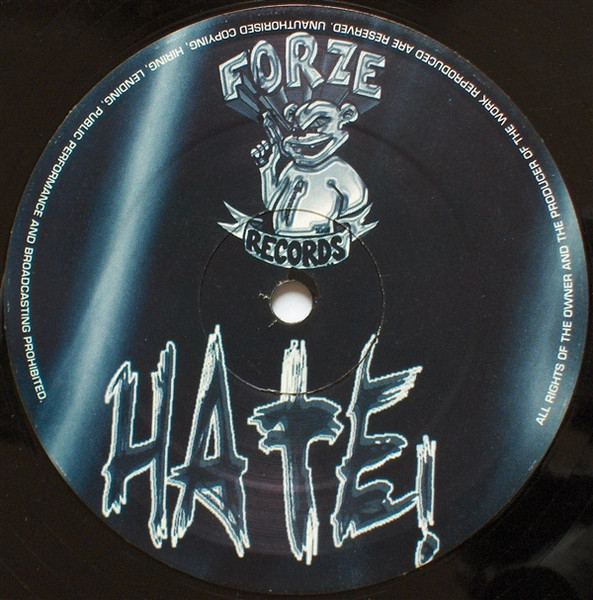 FORZE
RECORDS
HATE!
ALL RIGHTS OF THE OWNER AND THE PRODUCER OF THE WORK REPRODUCED ARE RESERVED. UNAUTHORISED COPYING, HIRING, LENDING, PUBLIC PERFORMANCE AND BROADCASTING PROHIBITED.